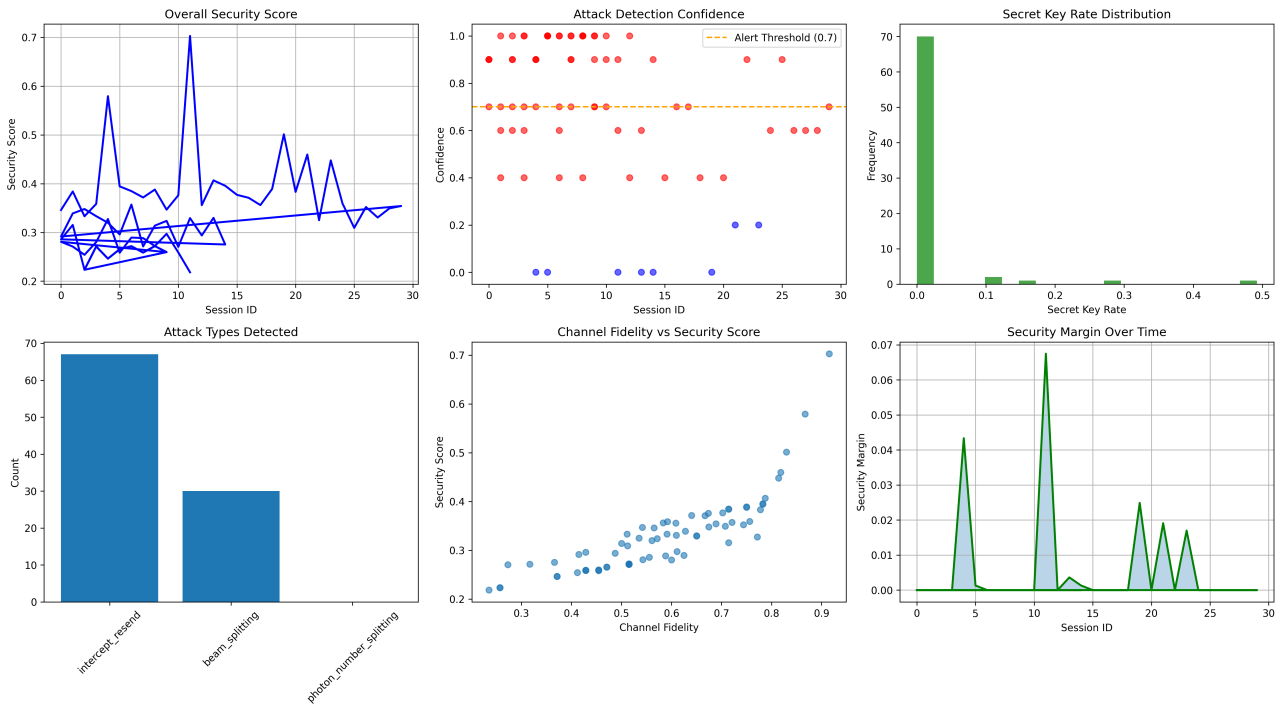 Overall Security Score
Security Score
0.7
0.6
0.5
0.4
0.3
0.2
0 5 10 15 20 25 30
Session ID
Attack Detection Confidence
Alert Threshold (0.7)
Confidence
1.0
0.8
0.6
0.4
0.2
0.0
0 5 10 15 20 25 30
Session ID
Secret Key Rate Distribution
Frequency
70
60
50
40
30
20
10
0
0.0 0.1 0.2 0.3 0.4 0.5
Secret Key Rate
Attack Types Detected
Count
70
60
50
40
30
20
10
0
intercept_resend
beam_splitting
photon_number_splitting
Channel Fidelity vs Security Score
Security Score
0.7
0.6
0.5
0.4
0.3
0.2
0.3 0.4 0.5 0.6 0.7 0.8 0.9
Channel Fidelity
Security Margin Over Time
Security Margin
0.07
0.06
0.05
0.04
0.03
0.02
0.01
0.00
0 5 10 15 20 25 30
Session ID